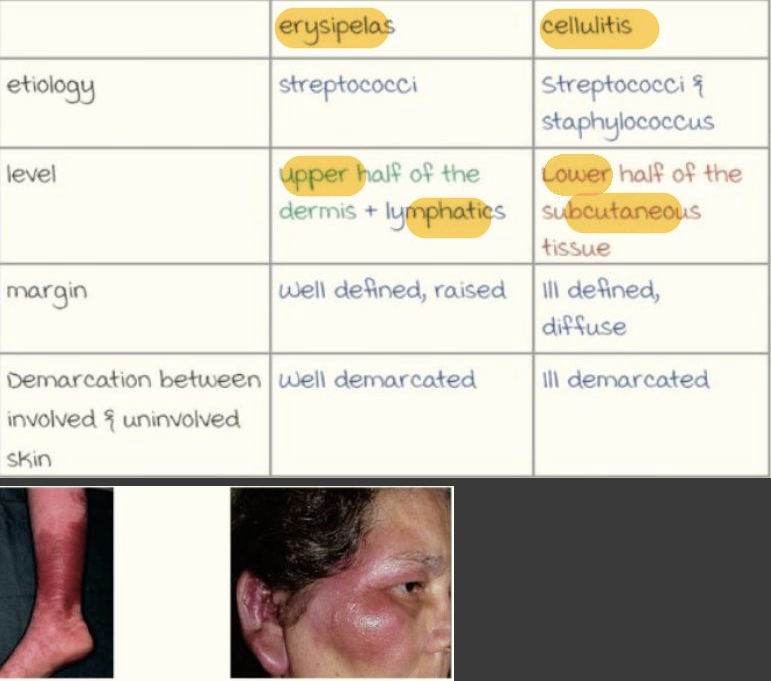 erysipelas cellulitis
etiology streptococci Streptococci & staphylococcus
level upper half of the dermis + lymphatics Lower half of the subcutaneous tissue
margin Well defined, raised Ill defined, diffuse
Demarcation between involved & uninvolved skin Well demarcated Ill demarcated